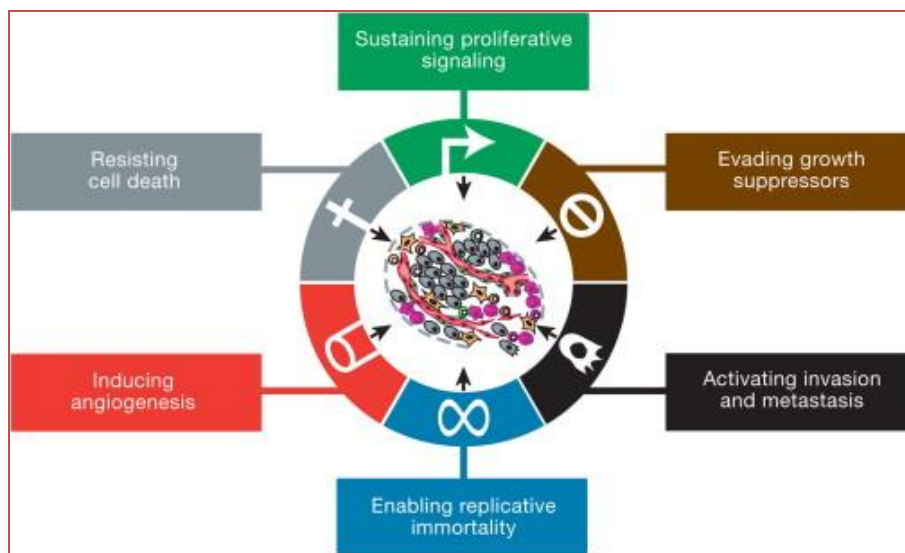 Sustaining proliferative
signaling
Resisting
cell death
Evading growth
suppressors
Inducing
angiogenesis
Activating invasion
and metastasis
Enabling replicative
immortality